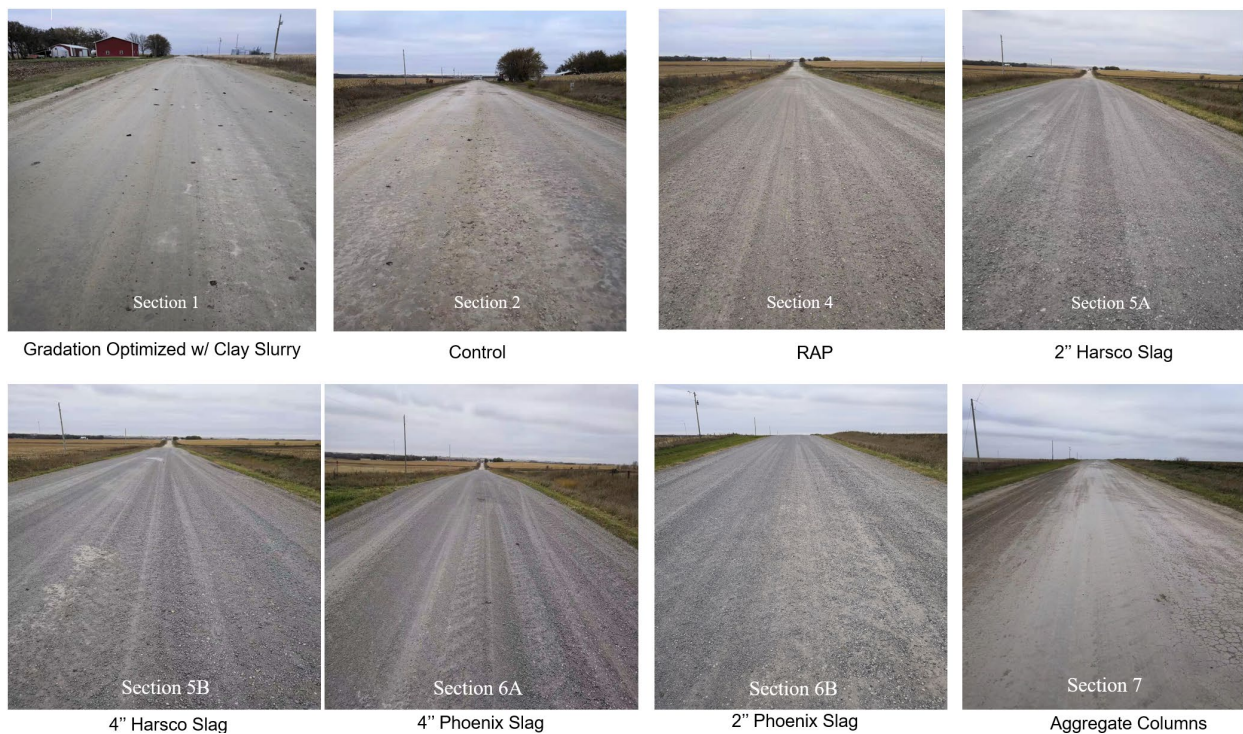 Section 1
Section 2
Section 4
Section 5A
Gradation Optimized w/ Clay Slurry
Control
RAP
2’’ Harsco Slag
Section 5B
Section 6A
Section 6B
Section 7
4’’ Harsco Slag
4’’ Phoenix Slag
2’’ Phoenix Slag
Aggregate Columns